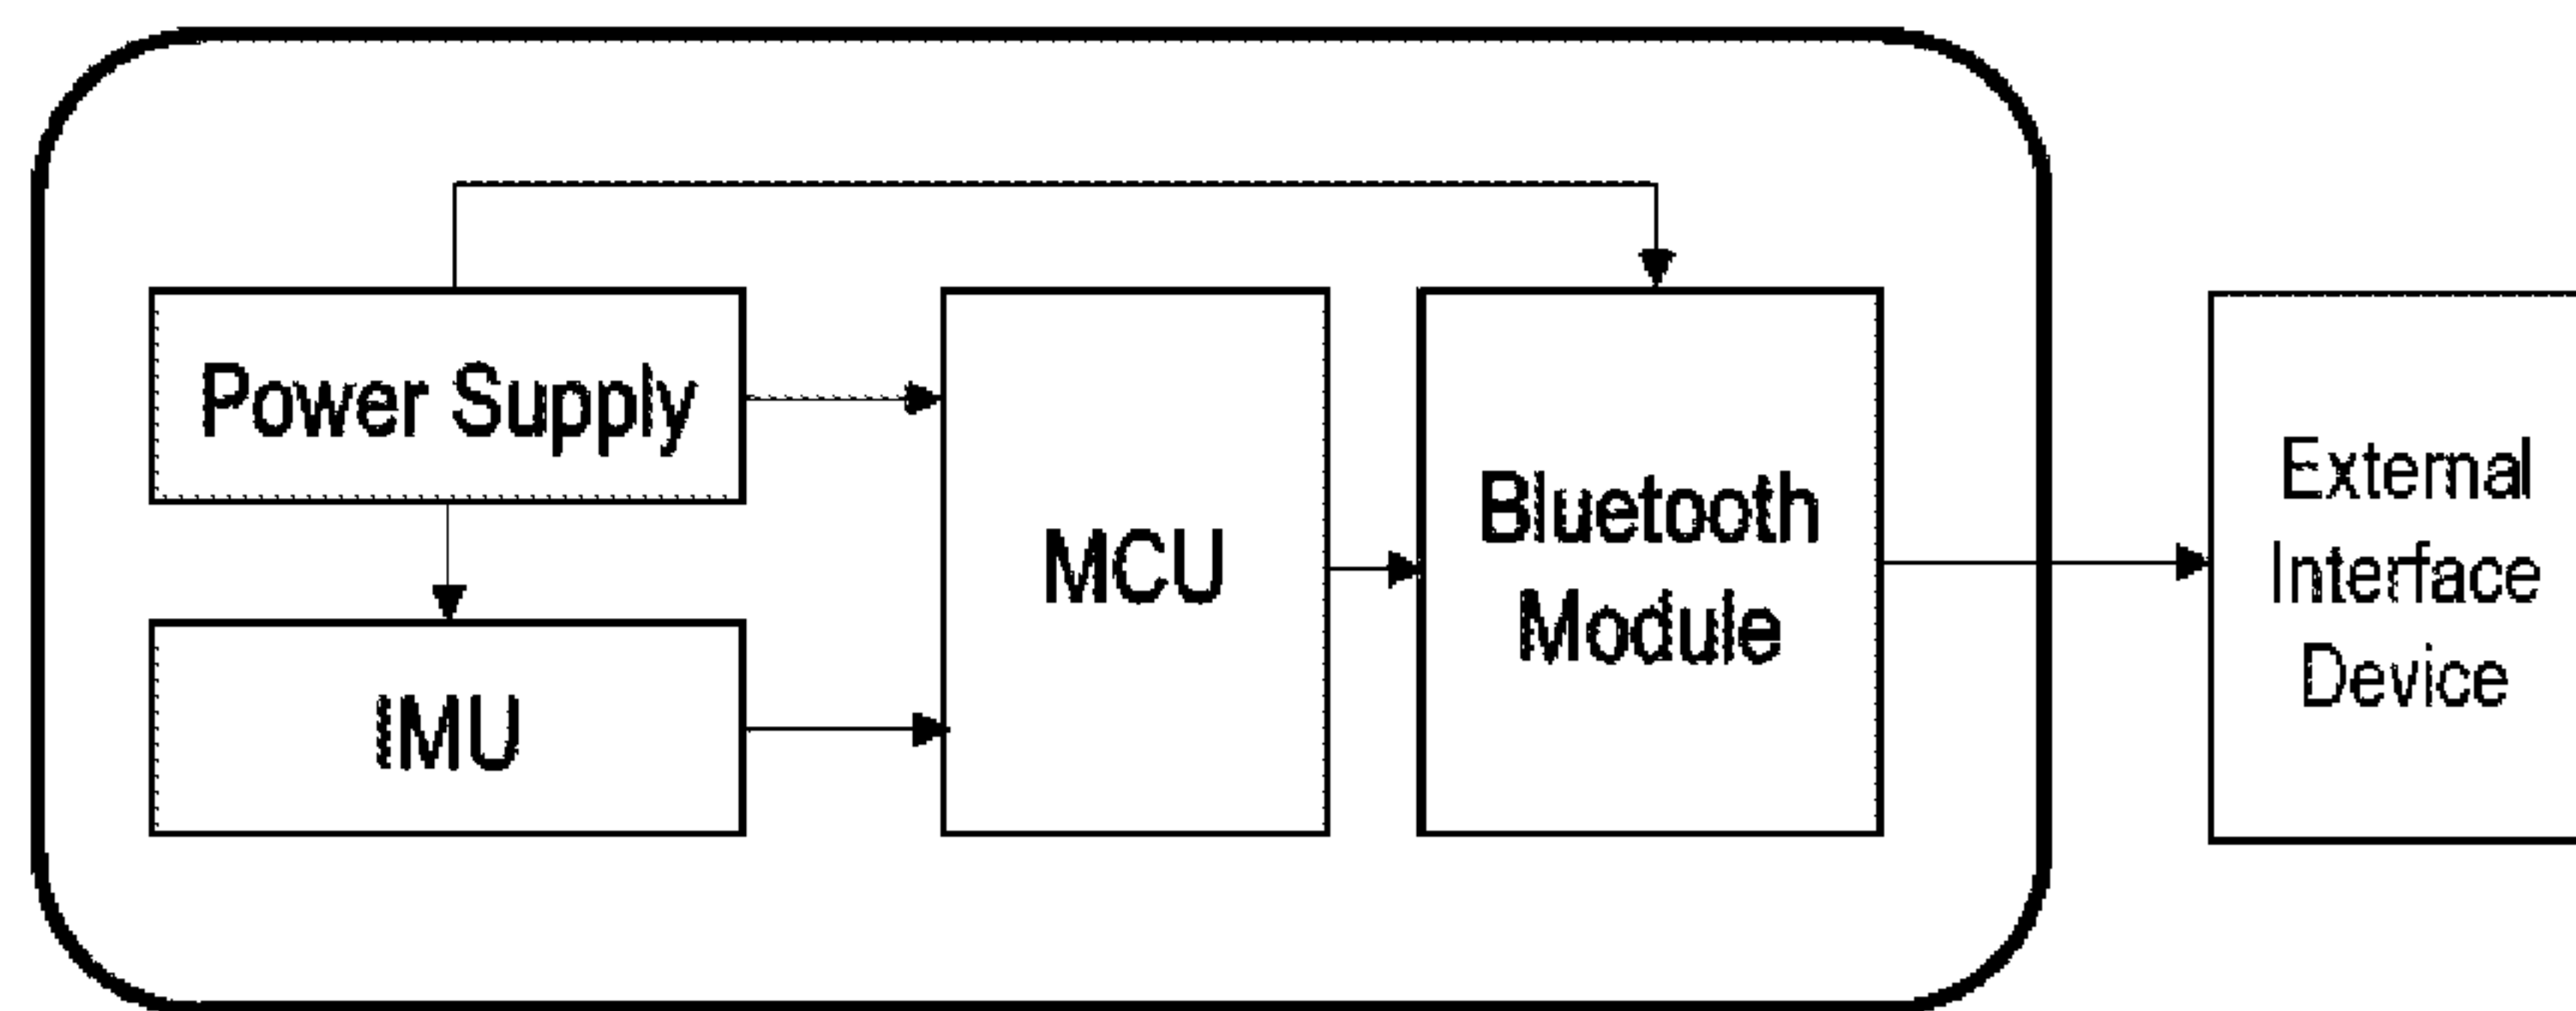 Power Supply
IMU
MCU
Bluetooth
Module
External
Interface
Device